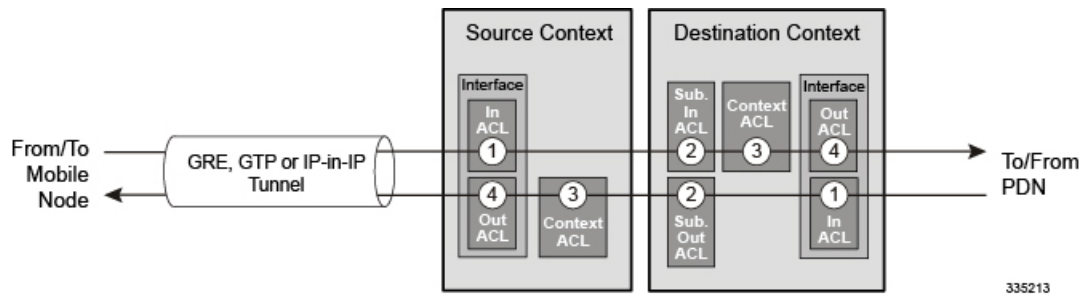 Source Context
Destination Context
Interface
In
ACL
1
4
Out
ACL
3
Context
ACL
Sub.
In
ACL
2
2
Sub.
Out
ACL
Context
ACL
3
Interface
Out
ACL
4
1
In
ACL
From/To
Mobile
Node
GRE, GTP or IP-in-IP
Tunnel
To/From
PDN
335213